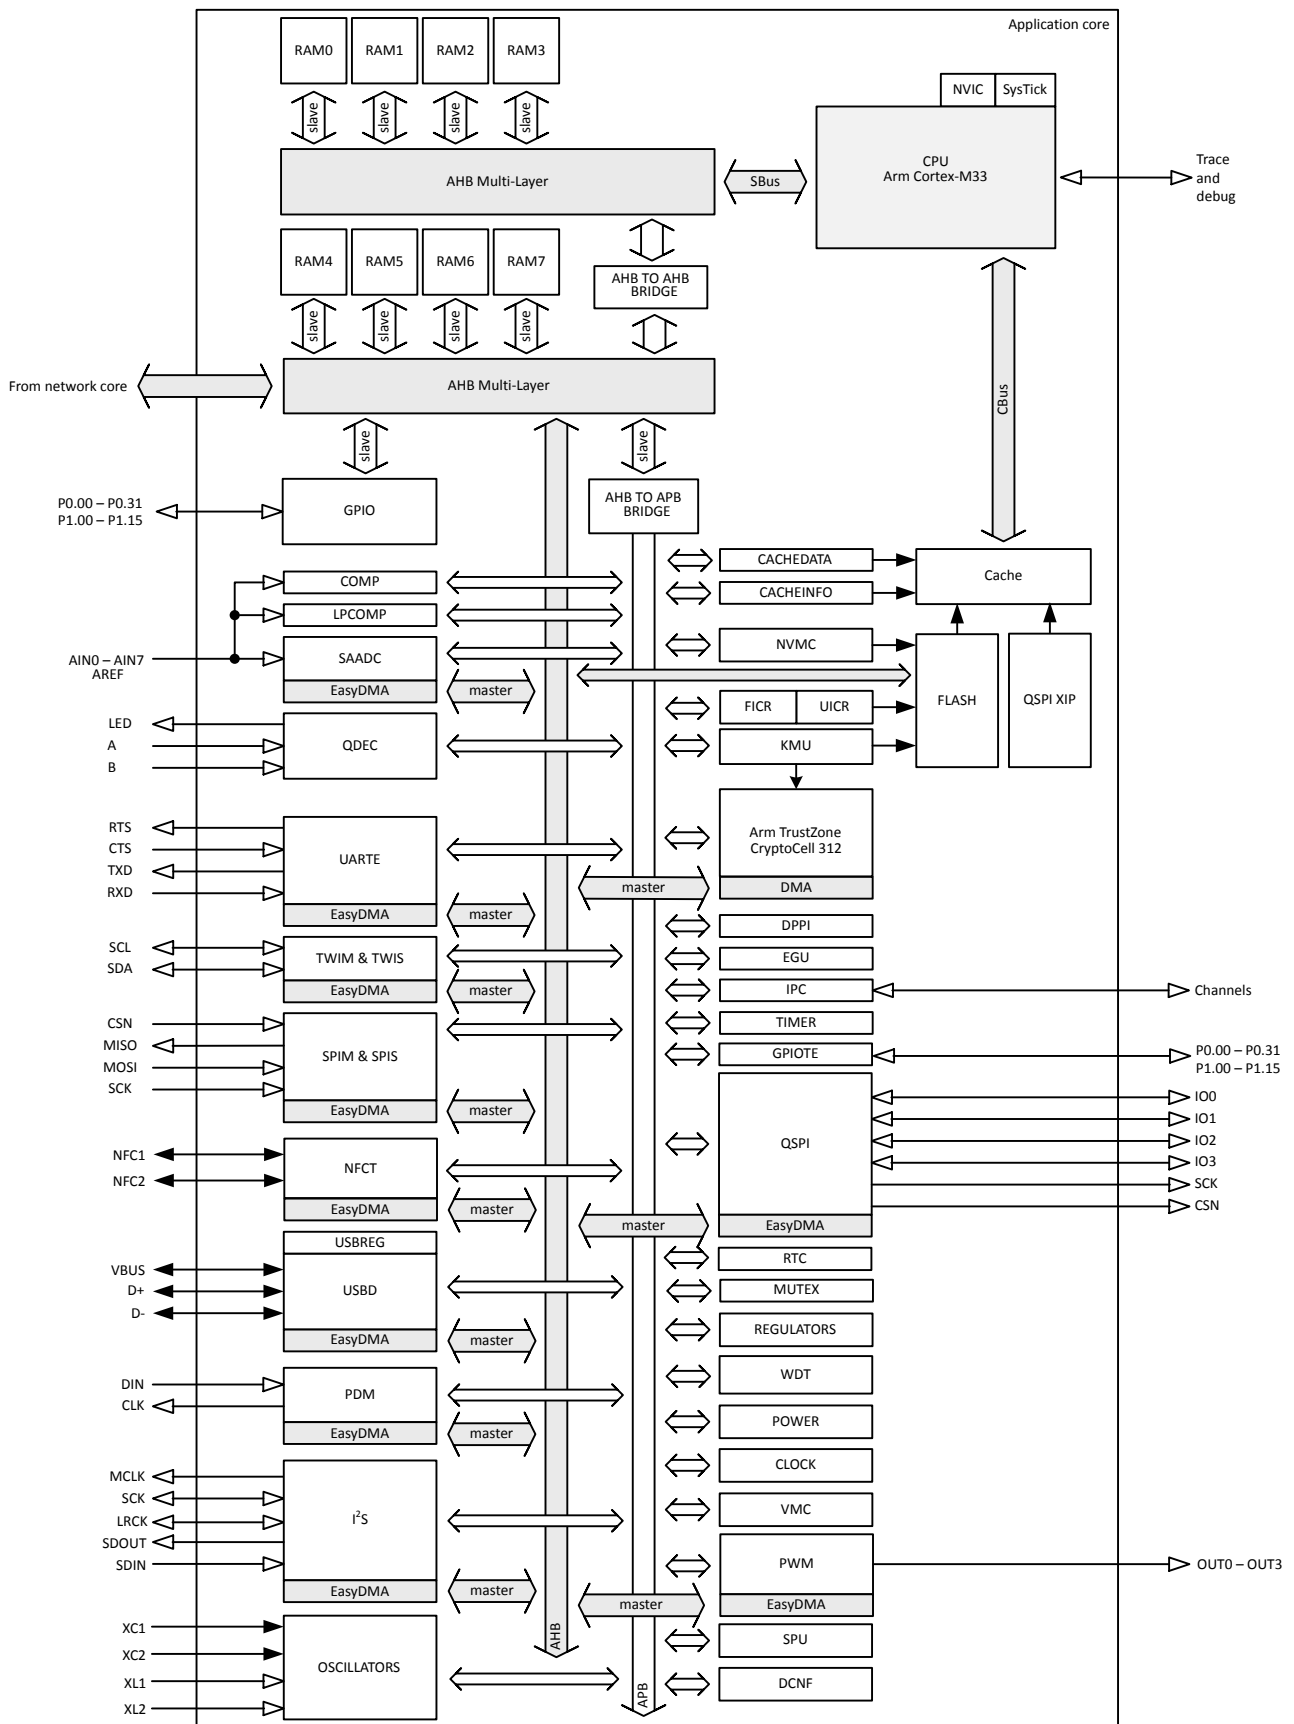 Application core
RAM0
RAM1
RAM2
RAM3
NVIC
SysTick
slave
slave
slave
slave
CPU
Arm Cortex-M33
AHB Multi-Layer
SBus
Trace
and
debug
RAM4
RAM5
RAM6
RAM7
AHB TO AHB
BRIDGE
slave
slave
slave
slave
From network core
AHB Multi-Layer
CBus
slave
slave
P0.00 – P0.31
P1.00 – P1.15
GPIO
AHB TO APB
BRIDGE
CACHEDATA
Cache
COMP
CACHEINFO
LPCOMP
NVMC
AIN0 – AIN7
AREF
SAADC
EasyDMA
master
FICR
UICR
FLASH
QSPI XIP
LED
A
B
QDEC
KMU
RTS
CTS
TXD
RXD
UARTE
EasyDMA
master
Arm TrustZone
CryptoCell 312
master
DMA
DPPI
SCL
SDA
TWIM & TWIS
EasyDMA
master
EGU
IPC
Channels
CSN
MISO
MOSI
SCK
SPIM & SPIS
EasyDMA
master
TIMER
GPIOTE
P0.00 – P0.31
P1.00 – P1.15
QSPI
IO0
IO1
IO2
IO3
SCK
CSN
NFC1
NFC2
NFCT
EasyDMA
master
master
EasyDMA
USBREG
VBUS
D+
D-
USBD
EasyDMA
master
RTC
MUTEX
REGULATORS
DIN
CLK
PDM
EasyDMA
master
WDT
POWER
MCLK
SCK
LRCK
SDOUT
SDIN
I²S
EasyDMA
master
CLOCK
VMC
PWM
OUT0 – OUT3
master
EasyDMA
XC1
XC2
XL1
XL2
OSCILLATORS
AHB
SPU
APB
DCNF